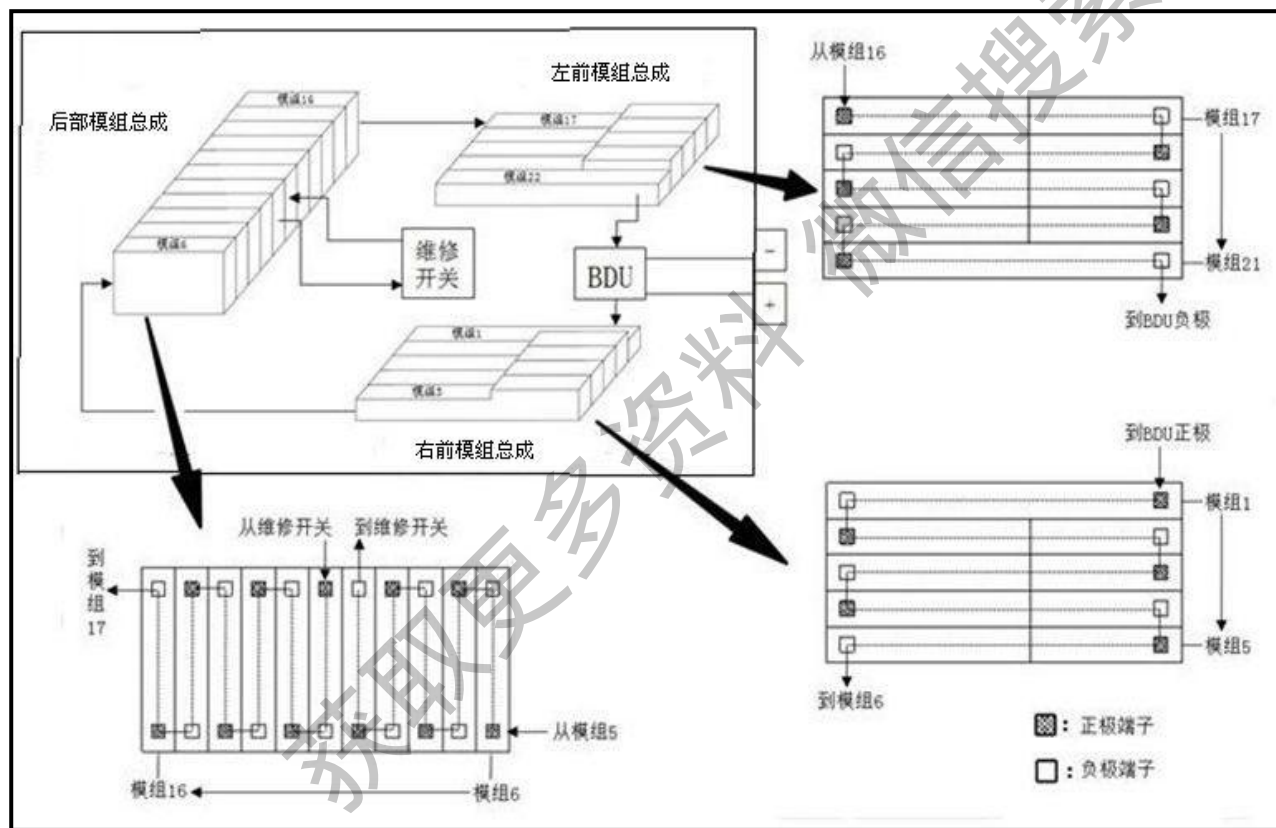 后部模组总成
模组16
模组6
左前模组总成
模组17
模组22
维修
开关
BDU
-
+
模组1
模组5
右前模组总成
从模组16
模组17
模组21
到BDU负极
到BDU正极
模组1
模组5
到模组6
从维修开关
到维修开关
到
模
组
17
从模组5
模组16
模组6
:正极端子
:负极端子
获取更多资料 微信搜索